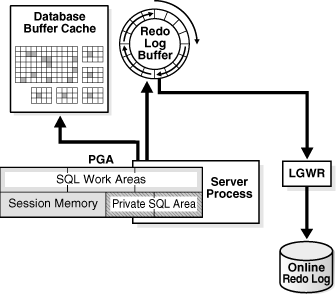 Database
Buffer Cache
Redo
Log
Buffer
PGA
SQL Work Areas
Session Memory
Private SQL Area
Server
Process
LGWR
Online
Redo Log